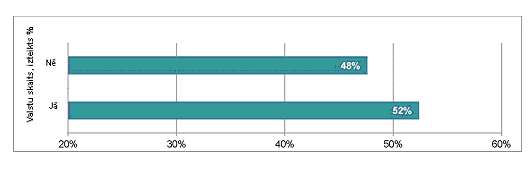 Valstu skaits, izteikts %
Nē
48%
Jā
52%
20%
30%
40%
50%
60%